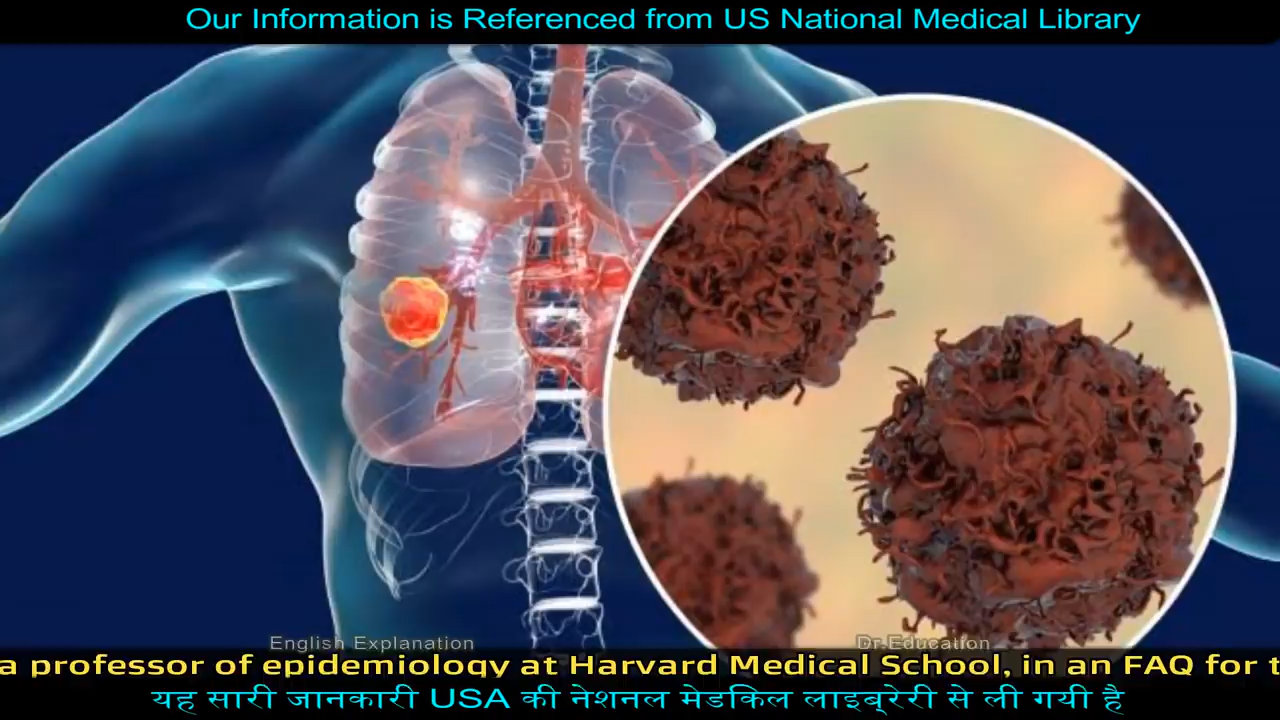 Our Information is Referenced from US National Medical Library
English Explanation
Dr.Education
a professor of epidemiology at Harvard Medical School, in an FAQ for t
यह सारी जानकारी USA की नेशनल मेडकिल लाइब्रेरी से ली गयी है